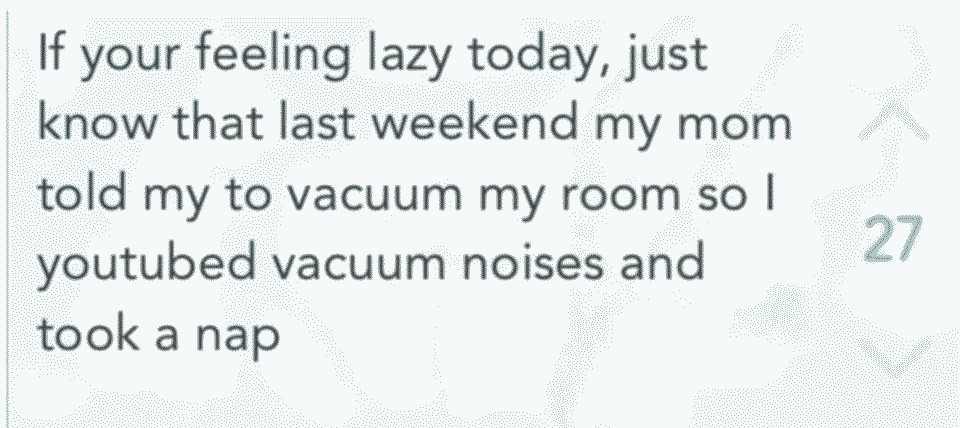 If your feeling lazy today, just
know that last weekend my mom
told my to vacuum my room so I
youtubed vacuum noises and
took a nap
27